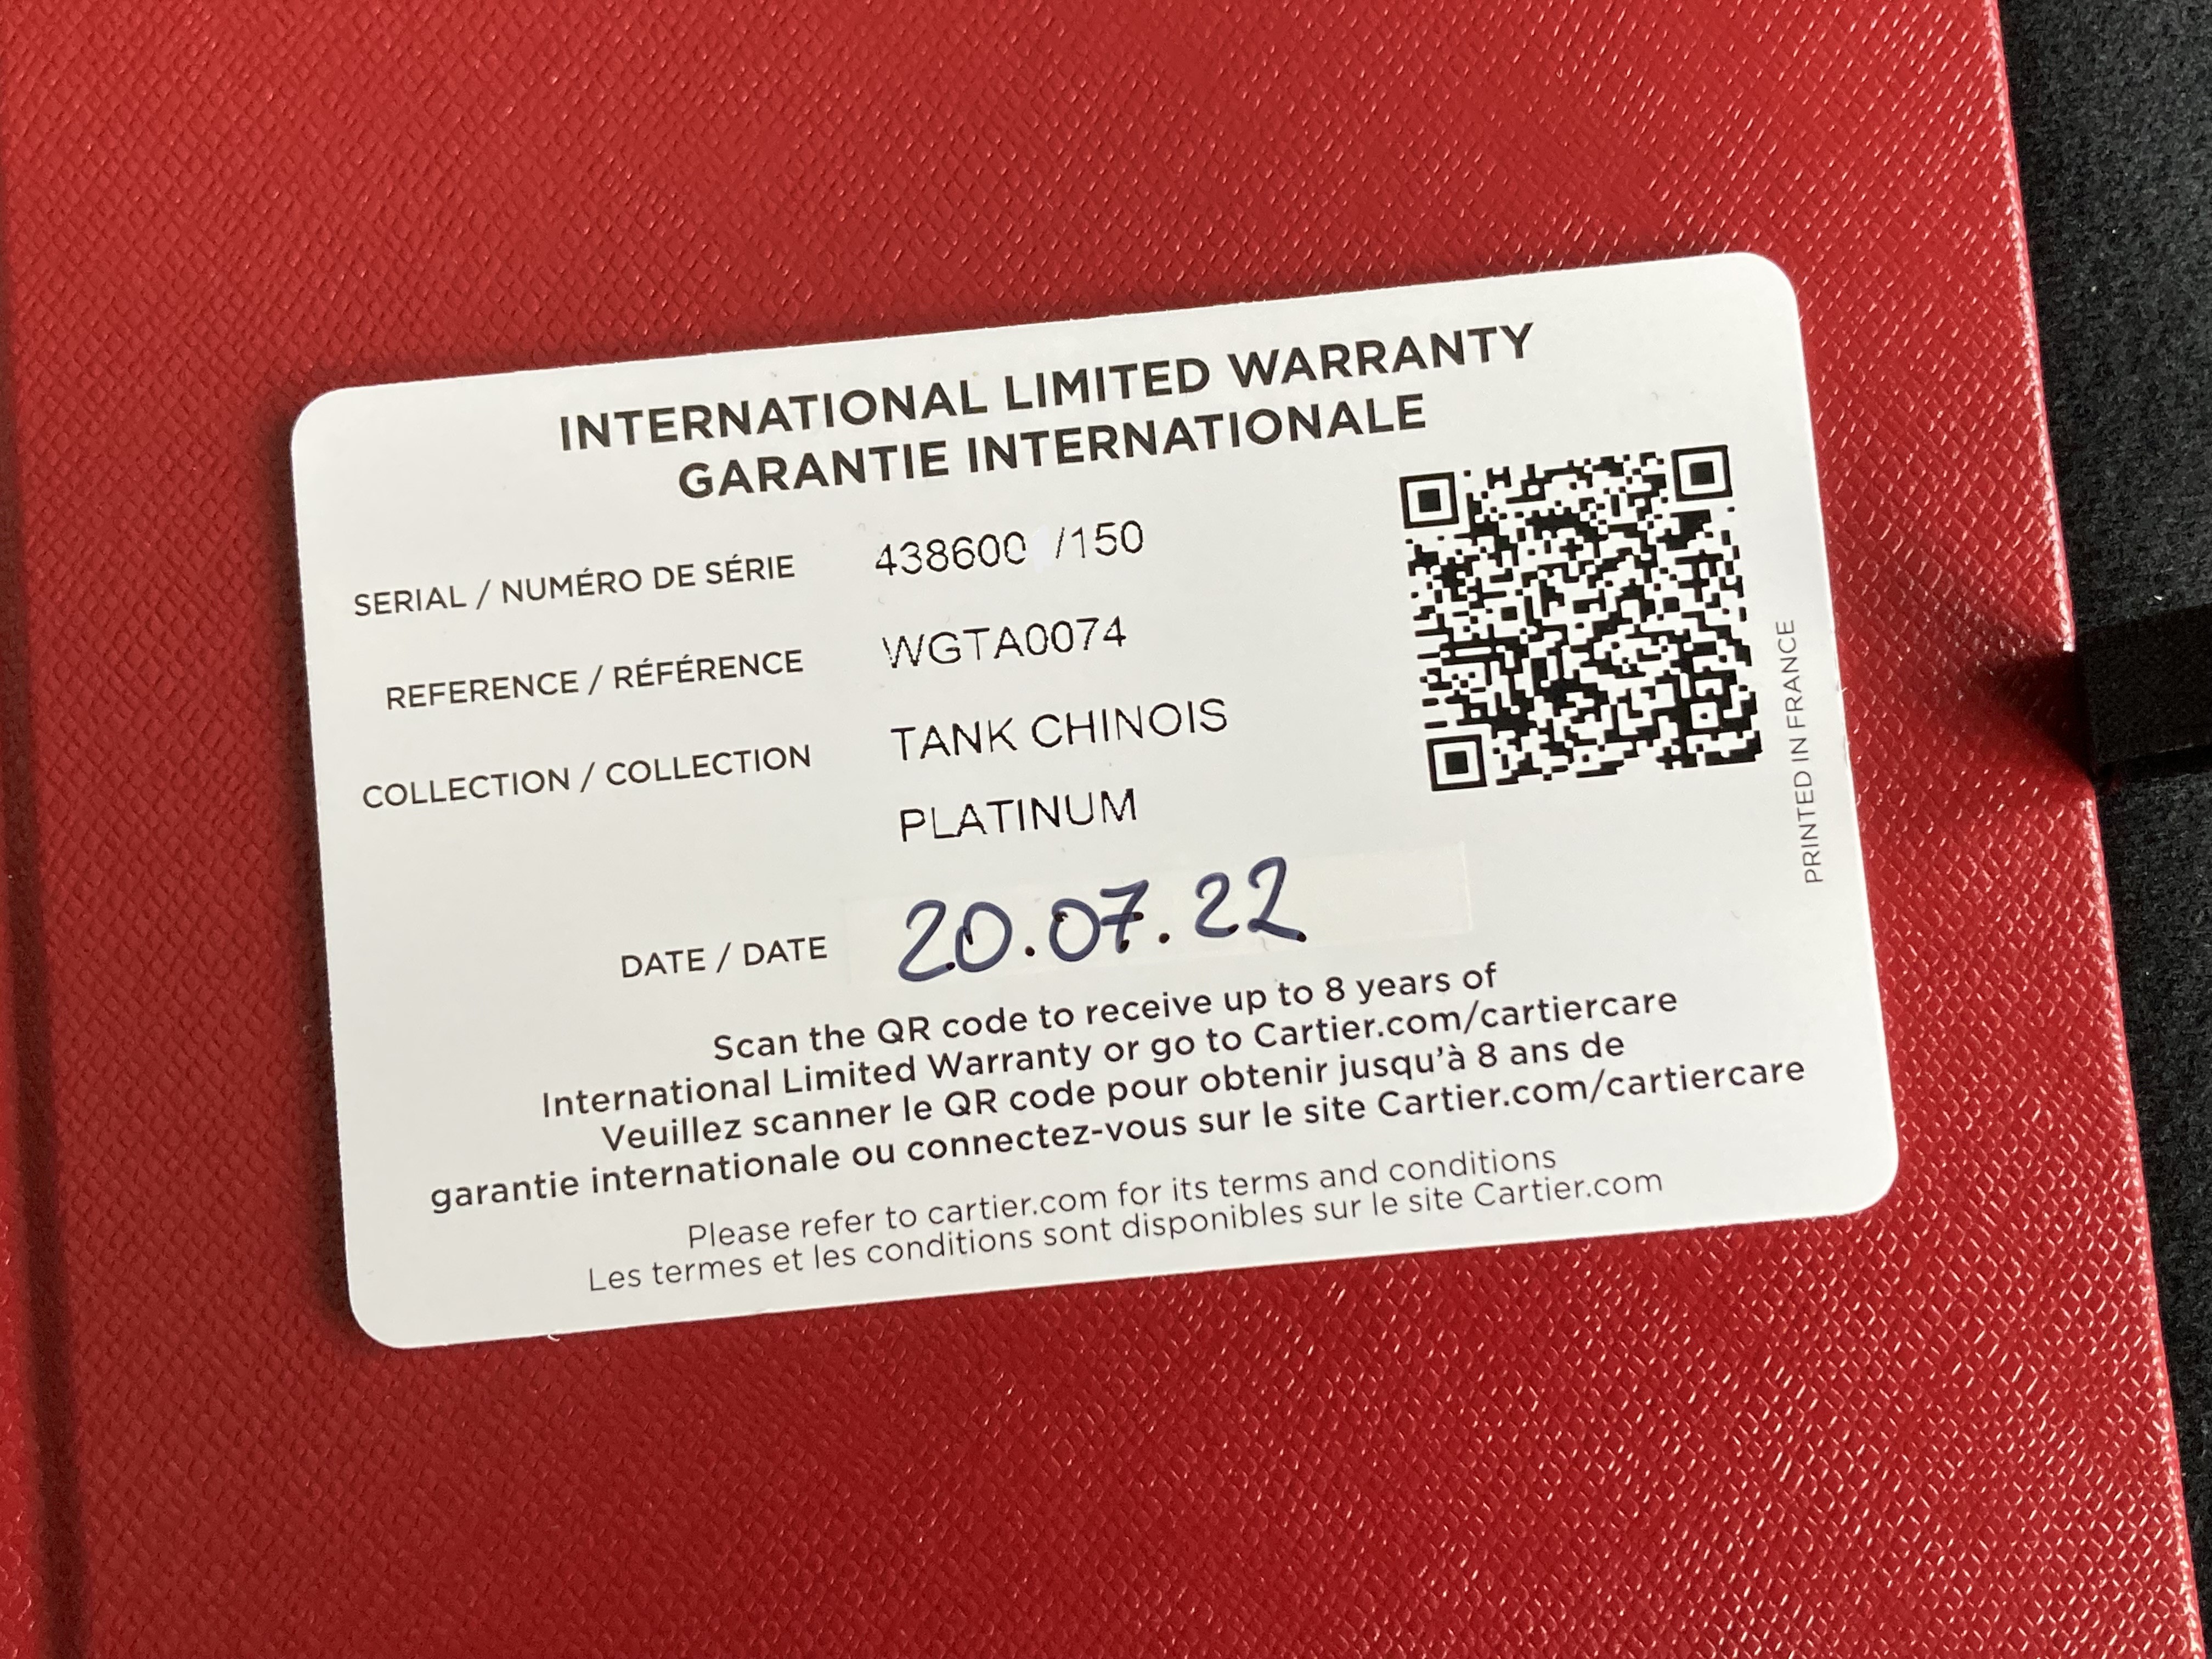 INTERNATIONAL LIMITED WARRANTY
GARANTIE INTERNATIONALE
SERIAL / NUMÉRO DE SÉRIE 438600 /150
REFERENCE / RÉFÉRENCE WGTA0074
COLLECTION / COLLECTION TANK CHINOIS
PLATINUM
DATE / DATE 20.07.22
Scan the QR code to receive up to 8 years of
International Limited Warranty or go to Cartier.com/cartiercare
Veuillez scanner le QR code pour obtenir jusqu'à 8 ans de
garantie internationale ou connectez-vous sur le site Cartier.com/cartiercare
Please refer to cartier.com for its terms and conditions
Les termes et les conditions sont disponibles sur le site Cartier.com
PRINTED IN FRANCE